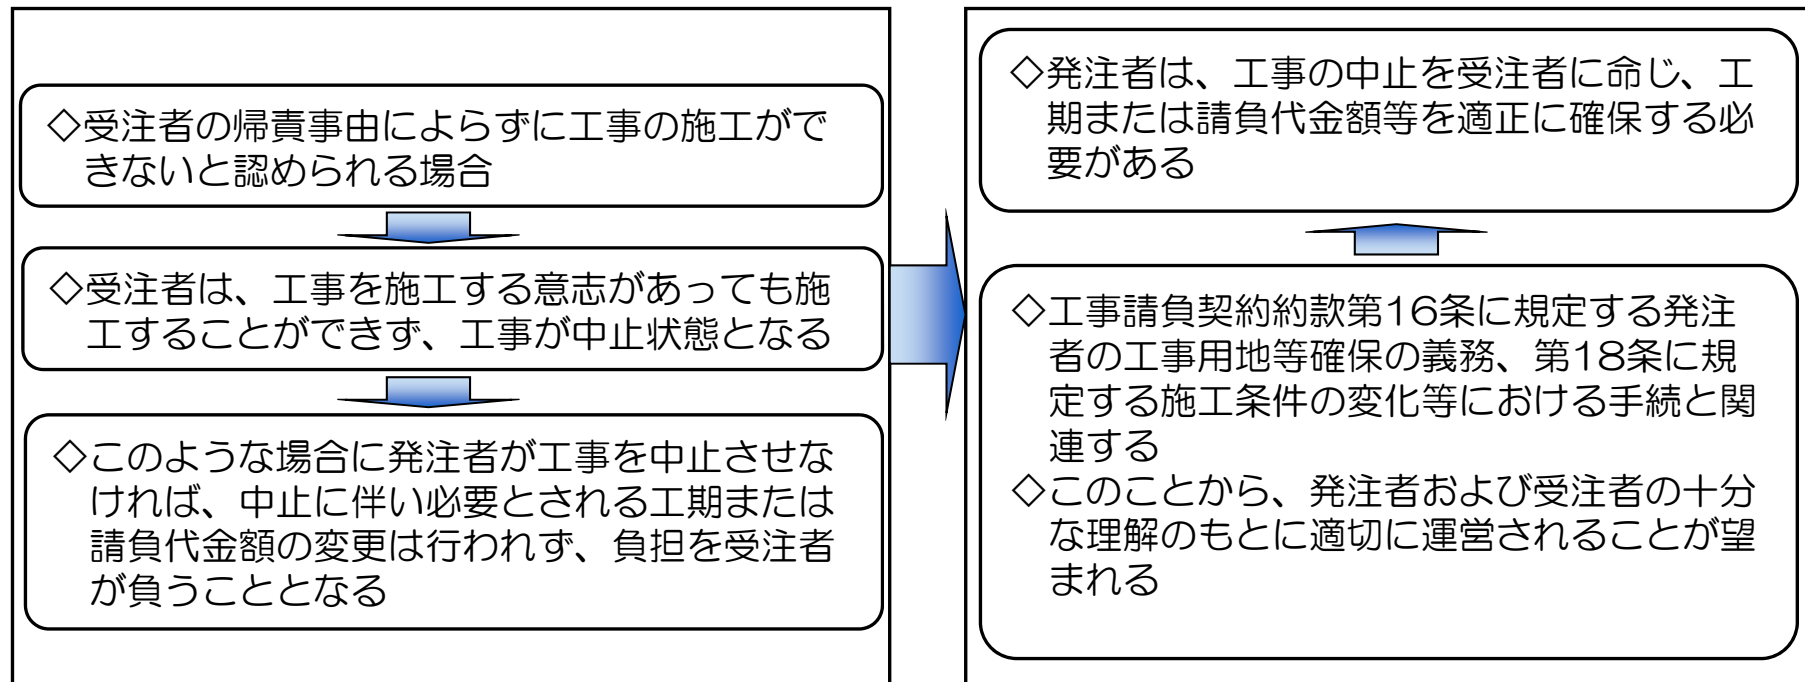 ◇受注者の帰責事由によらずに工事の施工がで
きないと認められる場合
◇受注者は、工事を施工する意志があっても施
工することができず、工事が中止状態となる
◇このような場合に発注者が工事を中止させな
ければ、中止に伴い必要とされる工期または
請負代金額の変更は行われず、負担を受注者
が負うこととなる
◇発注者は、工事の中止を受注者に命じ、工
期または請負代金額等を適正に確保する必
要がある
◇工事請負契約約款第16条に規定する発注
者の工事用地等確保の義務、第18条に規
定する施工条件の変化等における手続と関
連する
◇このことから、発注者および受注者の十分
な理解のもとに適切に運営されることが望
まれる